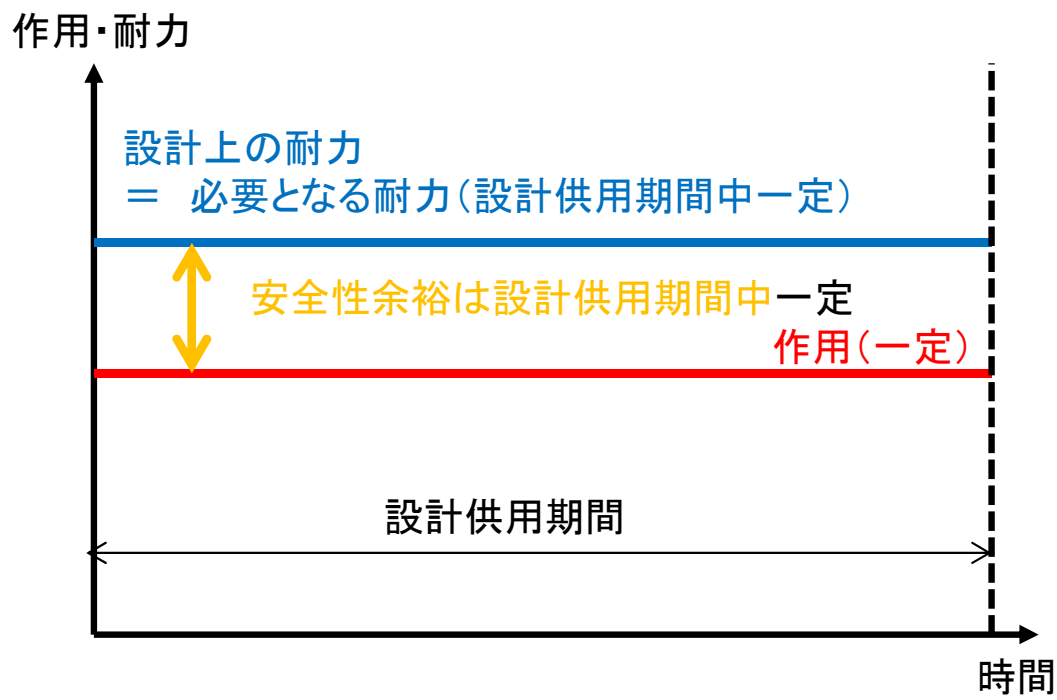 作用・耐力
設計上の耐力
＝ 必要となる耐力(設計供用期間中一定)
安全性余裕は設計供用期間中一定
作用(一定)
設計供用期間
時間